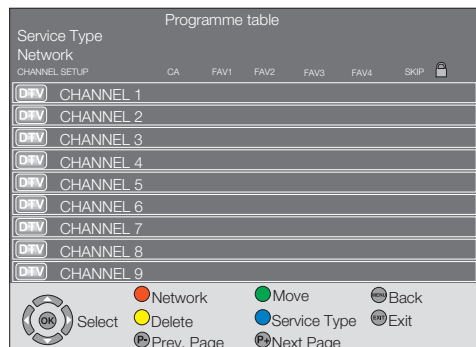 Programme table
Service Type
Network
CHANNEL SETUP CA FAV1 FAV2 FAV3 FAV4 SKIP
DTV CHANNEL 1
DTV CHANNEL 2
DTV CHANNEL 3
DTV CHANNEL 4
DTV CHANNEL 5
DTV CHANNEL 6
DTV CHANNEL 7
DTV CHANNEL 8
DTV CHANNEL 9
OK Select Network Move MENU Back
Delete Service Type EXIT Exit
P- Prev. Page P+ Next Page